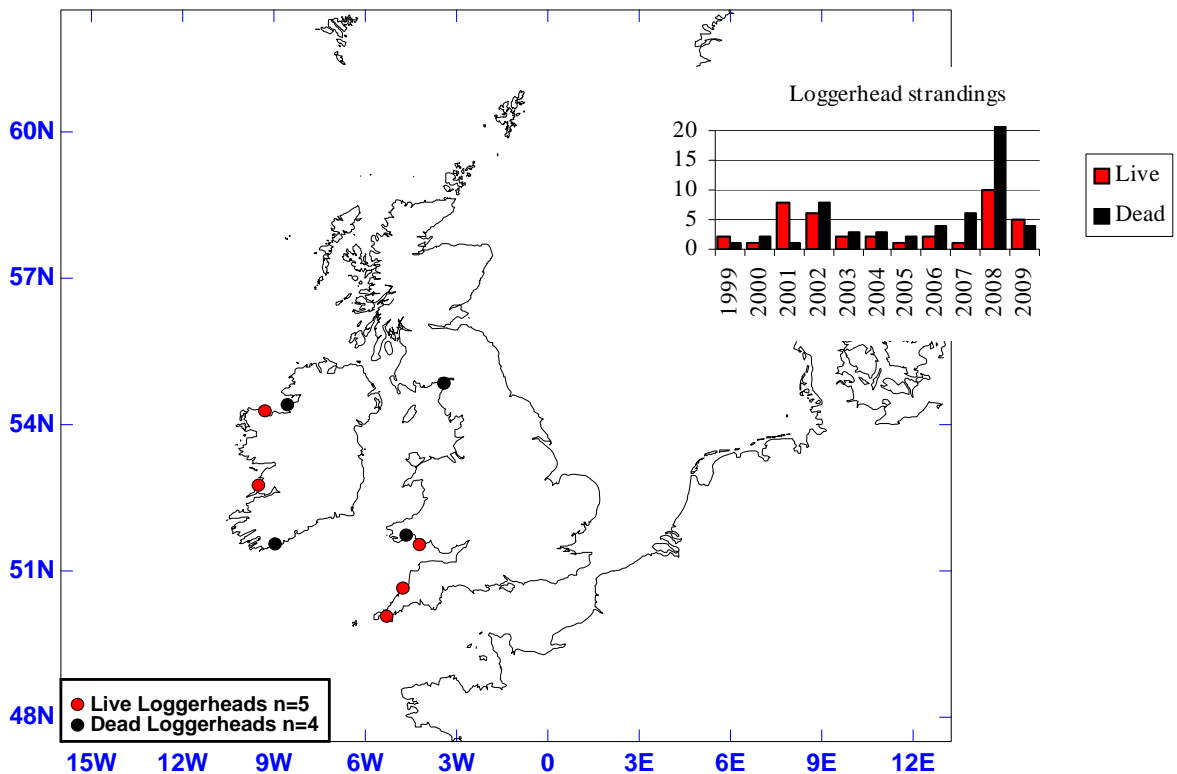 Loggerhead strandings
20
15
10
5
0
1999 2000 2001 2002 2003 2004 2005 2006 2007 2008 2009
Live
Dead
60N
57N
54N
51N
48N
Live Loggerheads n=5
Dead Loggerheads n=4
15W 12W 9W 6W 3W 0 3E 6E 9E 12E